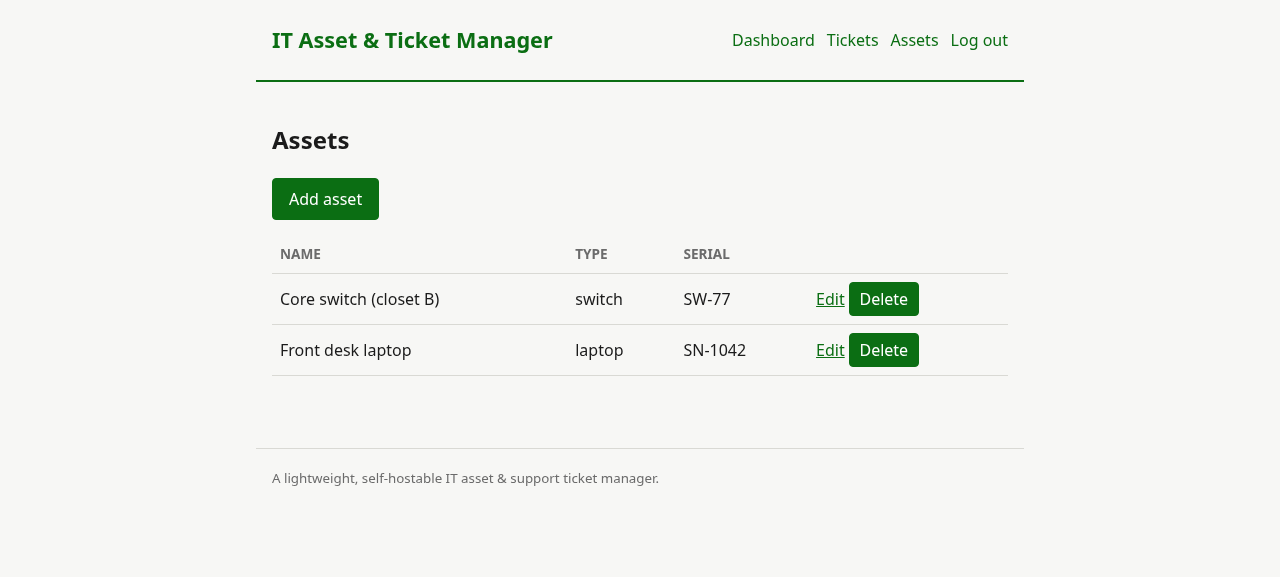 IT Asset & Ticket Manager Dashboard Tickets Assets Log out
Assets
Add asset
NAME TYPE SERIAL
Core switch (closet B) switch SW-77 Edit Delete
Front desk laptop laptop SN-1042 Edit Delete
A lightweight, self-hostable IT asset & support ticket manager.